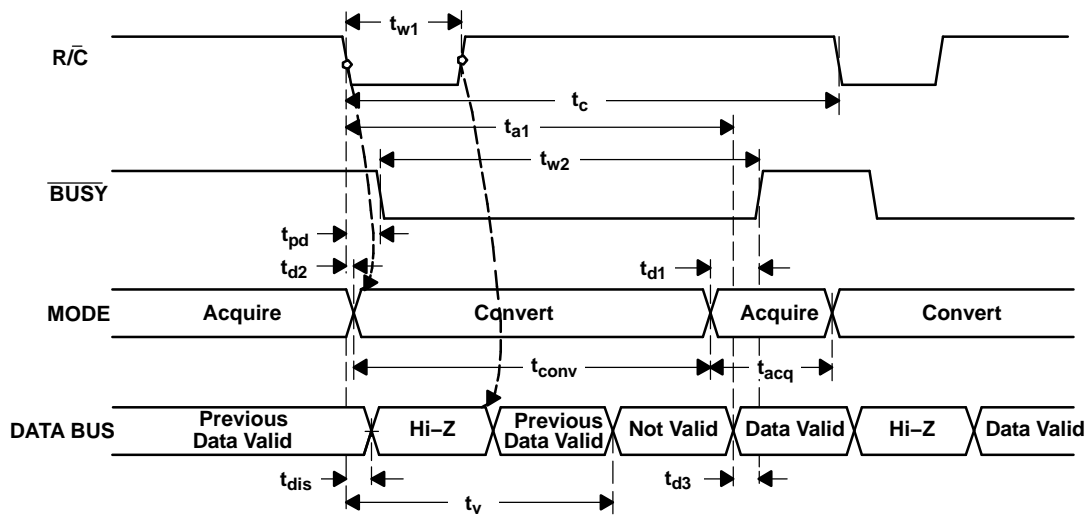 t_w1
R/C̅
t_c
t_a1
t_w2
B̅U̅S̅Y̅
t_pd
t_d2
t_d1
MODE
Acquire
Convert
Acquire
Convert
t_conv
t_acq
DATA BUS
Previous
Data Valid
Hi–Z
Previous
Data Valid
Not Valid
Data Valid
Hi–Z
Data Valid
t_dis
t_d3
t_v